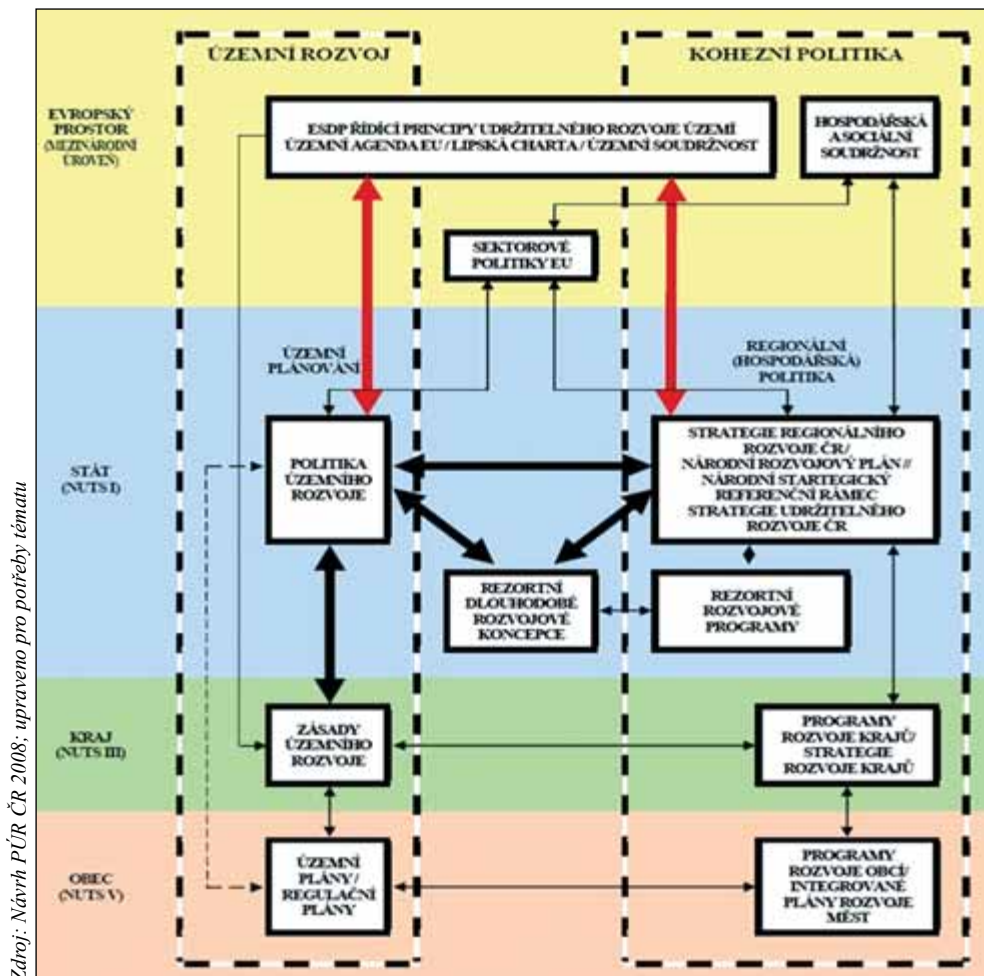 ÚZEMNÍ ROZVOJ
KOHEZNÍ POLITIKA
EVROPSKÝ
PROSTOR
(MEZINÁRODNÍ
ÚROVEŇ)
ESDP ŘÍDÍCÍ PRINCIPY UDRŽITELNÉHO ROZVOJE ÚZEMÍ
ÚZEMNÍ AGENDA EU / LIPSKÁ CHARTA / ÚZEMNÍ SOUDRŽNOST
HOSPODÁŘSKÁ
A SOCIÁLNÍ
SOUDRŽNOST
SEKTOROVÉ
POLITIKY EU
ÚZEMNÍ
PLÁNOVÁNÍ
REGIONÁLNÍ
(HOSPODÁŘSKÁ)
POLITIKA
STÁT
(NUTS I)
POLITIKA
ÚZEMNÍHO
ROZVOJE
STRATEGIE REGIONÁLNÍHO
ROZVOJE ČR/
NÁRODNÍ ROZVOJOVÝ PLÁN //
NÁRODNÍ STARTEGICKÝ
REFERENČNÍ RÁMEC
STRATEGIE UDRŽITELNÉHO
ROZVOJE ČR
REZORTNÍ
DLOUHODOBÉ
ROZVOJOVÉ
KONCEPCE
REZORTNÍ
ROZVOJOVÉ
PROGRAMY
KRAJ
(NUTS III)
ZÁSADY
ÚZEMNÍHO
ROZVOJE
PROGRAMY
ROZVOJE KRAJŮ/
STRATEGIE
ROZVOJE KRAJŮ
OBEC
(NUTS V)
ÚZEMNÍ
PLÁNY /
REGULAČNÍ
PLÁNY
PROGRAMY
ROZVOJE OBCÍ/
INTEGROVANÉ
PLÁNY ROZVOJE
MĚST
Zdroj: Návrh PÚR ČR 2008; upraveno pro potřeby tématu